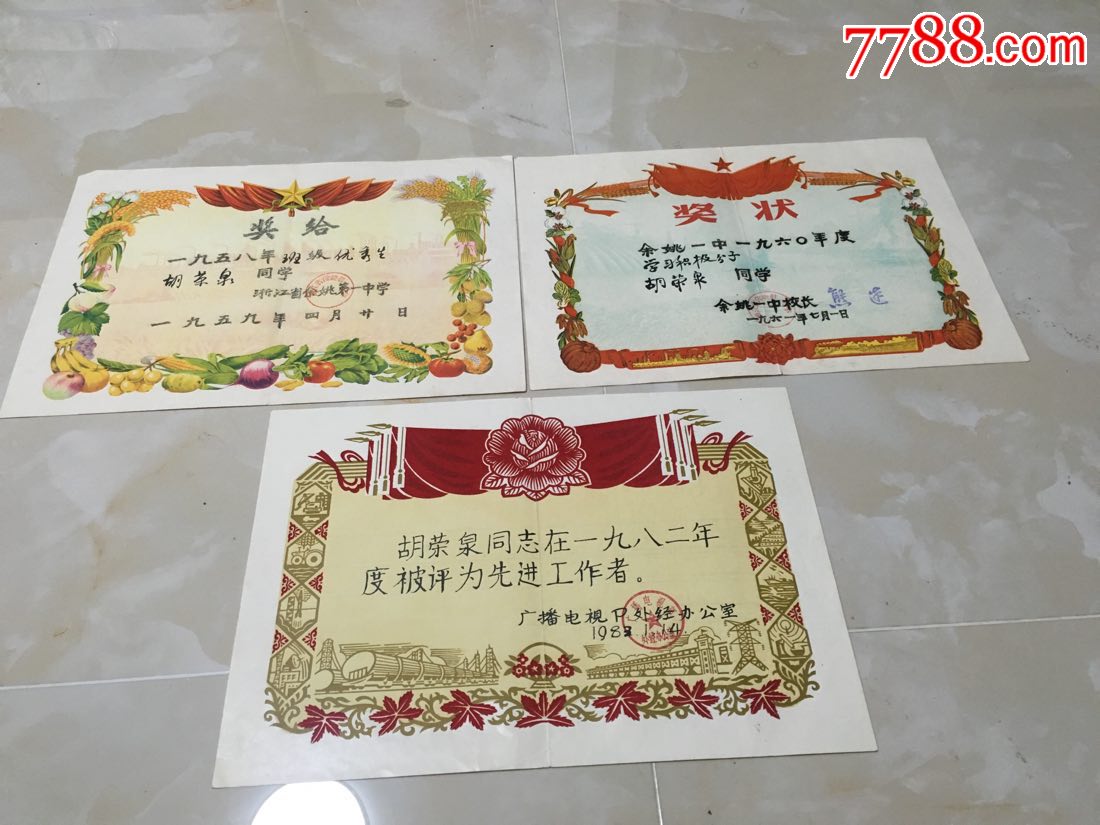 7788.com
奖给
一九五八年班级优秀生
胡荣泉 同学
浙江省余姚第一中学
一九五九年四月廿日
奖状
余姚一中一九六〇年度
学习积极分子
胡荣泉 同学
余姚一中校长
一九六一年七月一日
胡荣泉同志在一九八二年
度被评为先进工作者。
广播电视卩外经办公室
1983